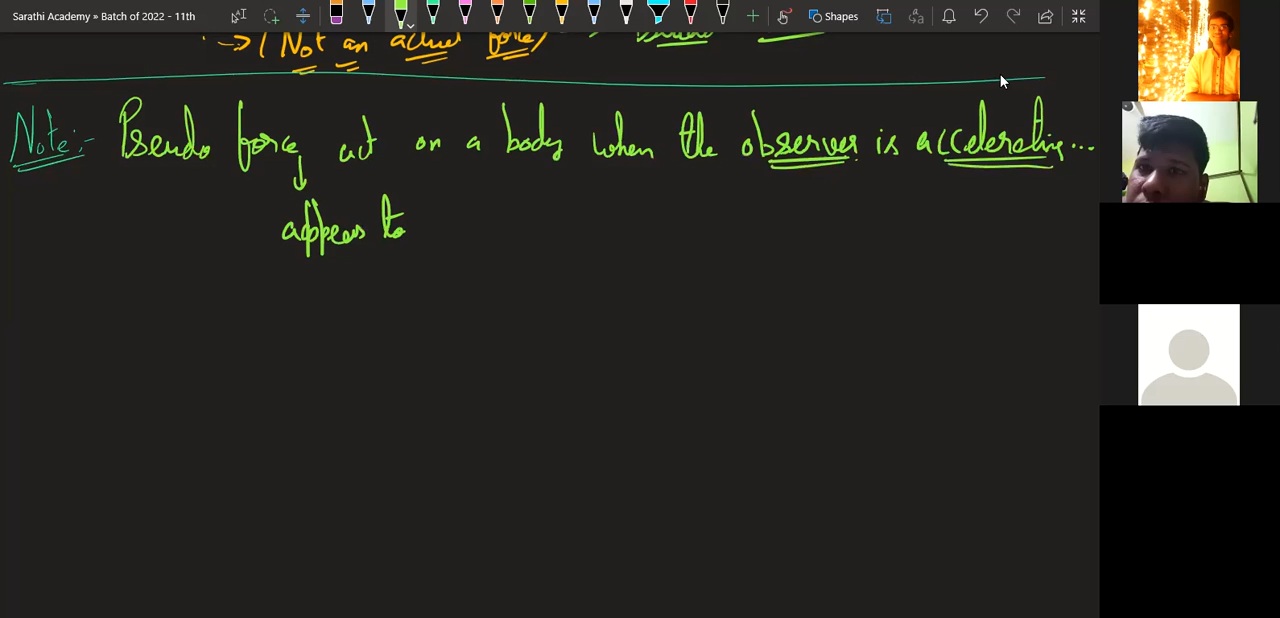 Sarathi Academy » Batch of 2022 - 11th
Shapes
→ (Not an actual force) →
Note:- Pseudo force act on a body when the observer is accelerating...
appears to